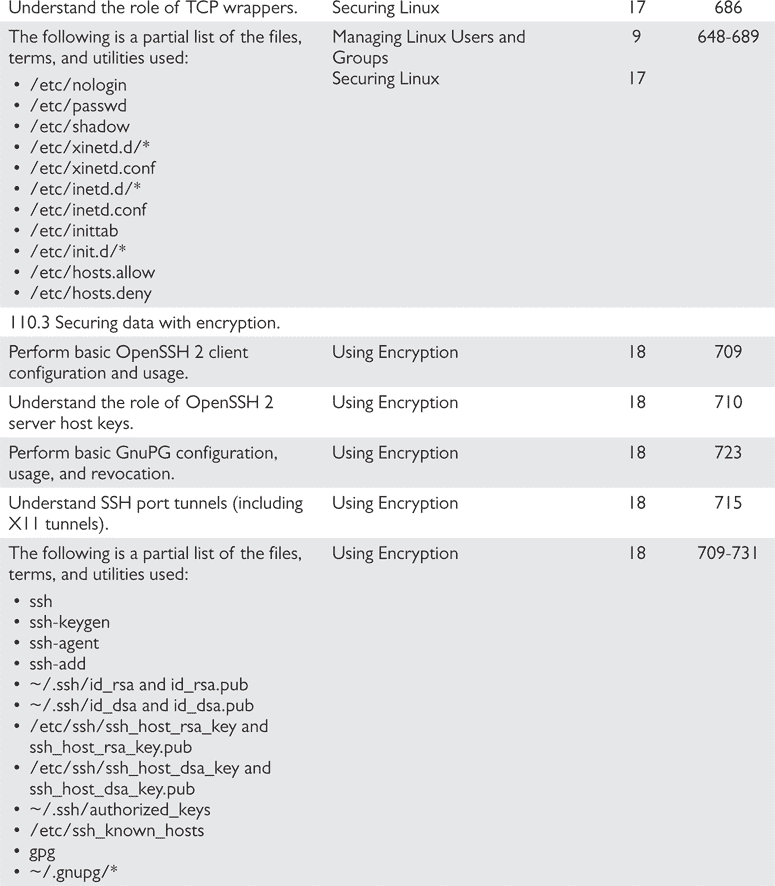 Understand the role of TCP wrappers. Securing Linux 17 686
The following is a partial list of the files, Managing Linux Users and 9 648-689
terms, and utilities used: Groups
Securing Linux 17
• /etc/nologin
• /etc/passwd
• /etc/shadow
• /etc/xinetd.d/*
• /etc/xinetd.conf
• /etc/inetd.d/*
• /etc/inetd.conf
• /etc/inittab
• /etc/init.d/*
• /etc/hosts.allow
• /etc/hosts.deny
110.3 Securing data with encryption.
Perform basic OpenSSH 2 client Using Encryption 18 709
configuration and usage.
Understand the role of OpenSSH 2 Using Encryption 18 710
server host keys.
Perform basic GnuPG configuration, Using Encryption 18 723
usage, and revocation.
Understand SSH port tunnels (including Using Encryption 18 715
X11 tunnels).
The following is a partial list of the files, Using Encryption 18 709-731
terms, and utilities used:
• ssh
• ssh-keygen
• ssh-agent
• ssh-add
• ~/.ssh/id_rsa and id_rsa.pub
• ~/.ssh/id_dsa and id_dsa.pub
• /etc/ssh/ssh_host_rsa_key and
ssh_host_rsa_key.pub
• /etc/ssh/ssh_host_dsa_key and
ssh_host_dsa_key.pub
• ~/.ssh/authorized_keys
• /etc/ssh_known_hosts
• gpg
• ~/.gnupg/*